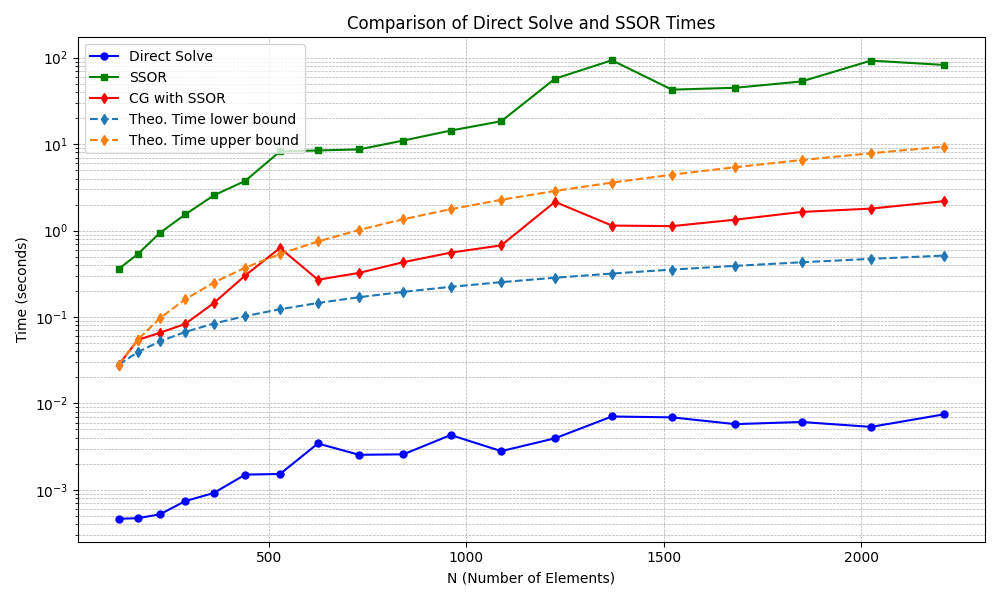 Comparison of Direct Solve and SSOR Times
Direct Solve
SSOR
CG with SSOR
Theo. Time lower bound
Theo. Time upper bound
10²
10¹
10⁰
10⁻¹
10⁻²
10⁻³
Time (seconds)
500
1000
1500
2000
N (Number of Elements)